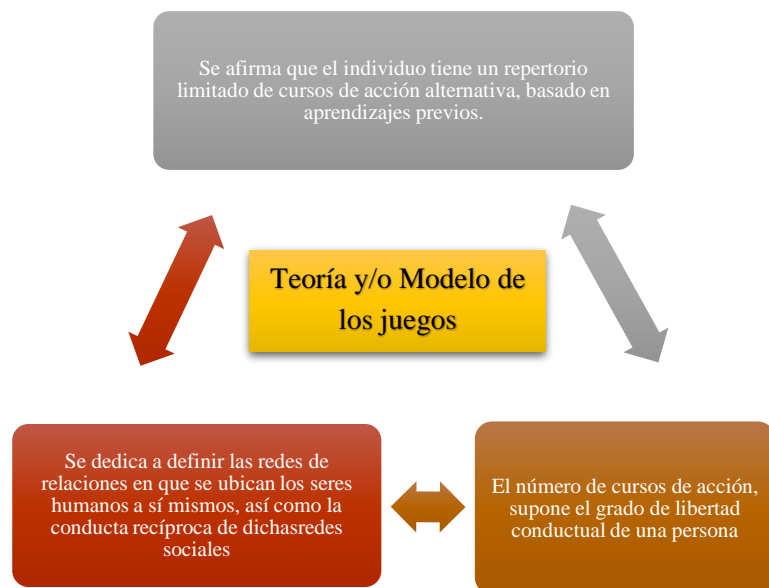 Se afirma que el individuo tiene un repertorio
limitado de cursos de acción alternativa, basado en
aprendizajes previos.
Teoría y/o Modelo de
los juegos
Se dedica a definir las redes de
relaciones en que se ubican los seres
humanos a sí mismos, así como la
conducta recíproca de dichasredes
sociales
El número de cursos de acción,
supone el grado de libertad
conductual de una persona